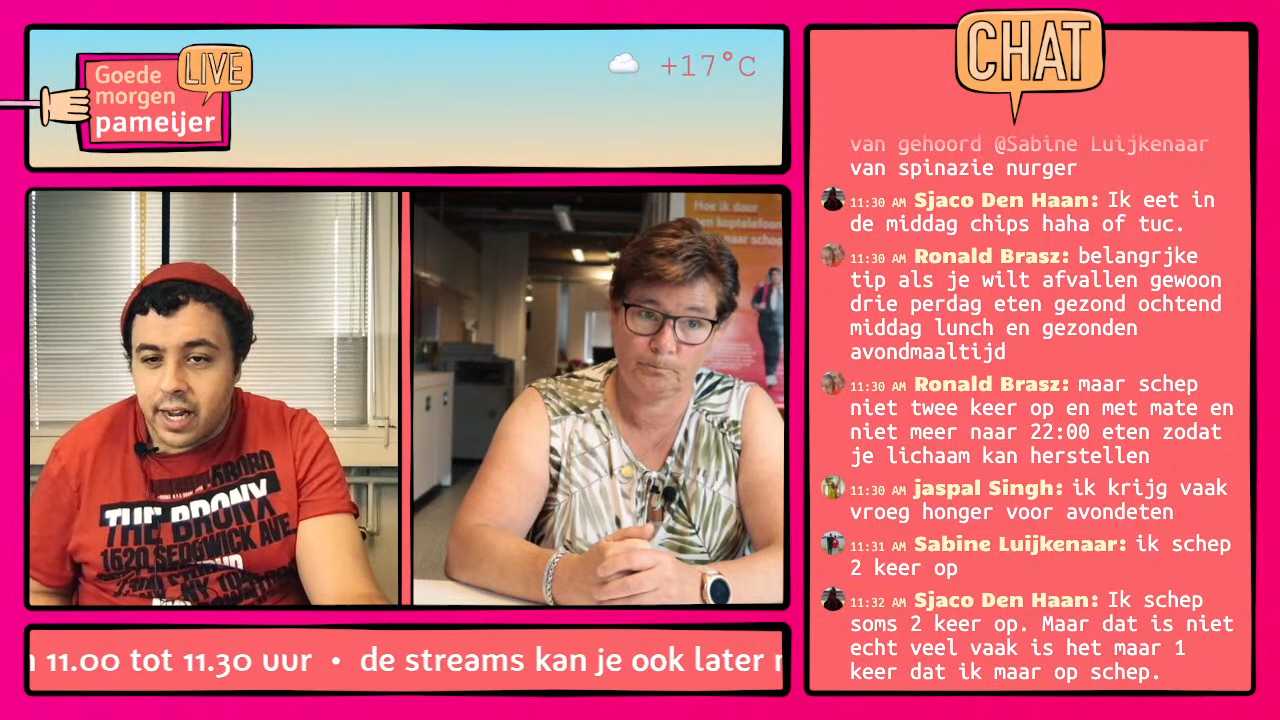 Goede
morgen
pameijer
LIVE
+17°C
CHAT
van gehoord @Sabine Luijkenaar
van spinazie nurger
11:30 AM Sjaco Den Haan: Ik eet in
de middag chips haha of tuc.
11:30 AM Ronald Brasz: belangrjke
tip als je wilt afvallen gewoon
drie perdag eten gezond ochtend
middag lunch en gezonden
avondmaaltijd
11:30 AM Ronald Brasz: maar schep
niet twee keer op en met mate en
niet meer naar 22:00 eten zodat
je lichaam kan herstellen
11:30 AM jaspal Singh: ik krijg vaak
vroeg honger voor avondeten
11:31 AM Sabine Luijkenaar: ik schep
2 keer op
11:32 AM Sjaco Den Haan: Ik schep
soms 2 keer op. Maar dat is niet
echt veel vaak is het maar 1
keer dat ik maar op schep.
Hoe ik door
een koptelefoon
naar schoo
THE BRONX
1520 SEDGWICK AVE.
11.00 tot 11.30 uur • de streams kan je ook later